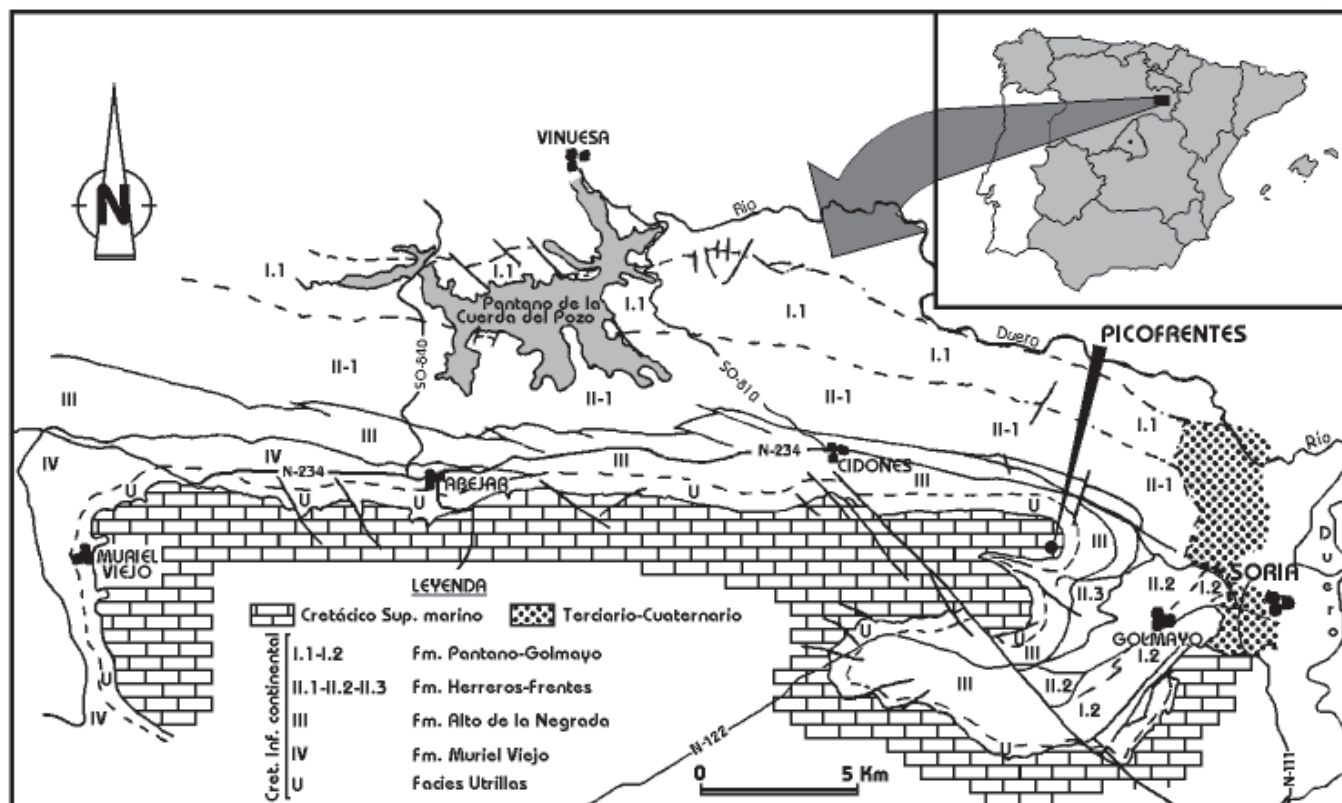 VINUESA
N
Río
I.1
I.1
Pantano de la
Cuerda del Pozo
I.1
I.1
Duero
PICOFRENTES
SO-840
II-1
I.1
SO-810
II-1
II-1
III
I.1
II-1
Río
III
IV
N-234
IV
III
N-234
CIDONES
III
II-1
U
ABEJAR
U
U
U
U
Duero
MURIEL
VIEJO
III
SORIA
LEYENDA
II.3
II.2
I.2
Cretácico Sup. marino
Terciario-Cuaternario
GOLMAYO
U
U
I.2
Cret. Inf. continental
I.1-I.2 Fm. Pantano-Golmayo
III
II.1-II.2-II.3 Fm. Herreros-Frentes
II.2
U
III
I.2
III Fm. Alto de la Negrada
IV
IV Fm. Muriel Viejo
N-122
U
U Facies Utrillas
0 5 Km
N-111